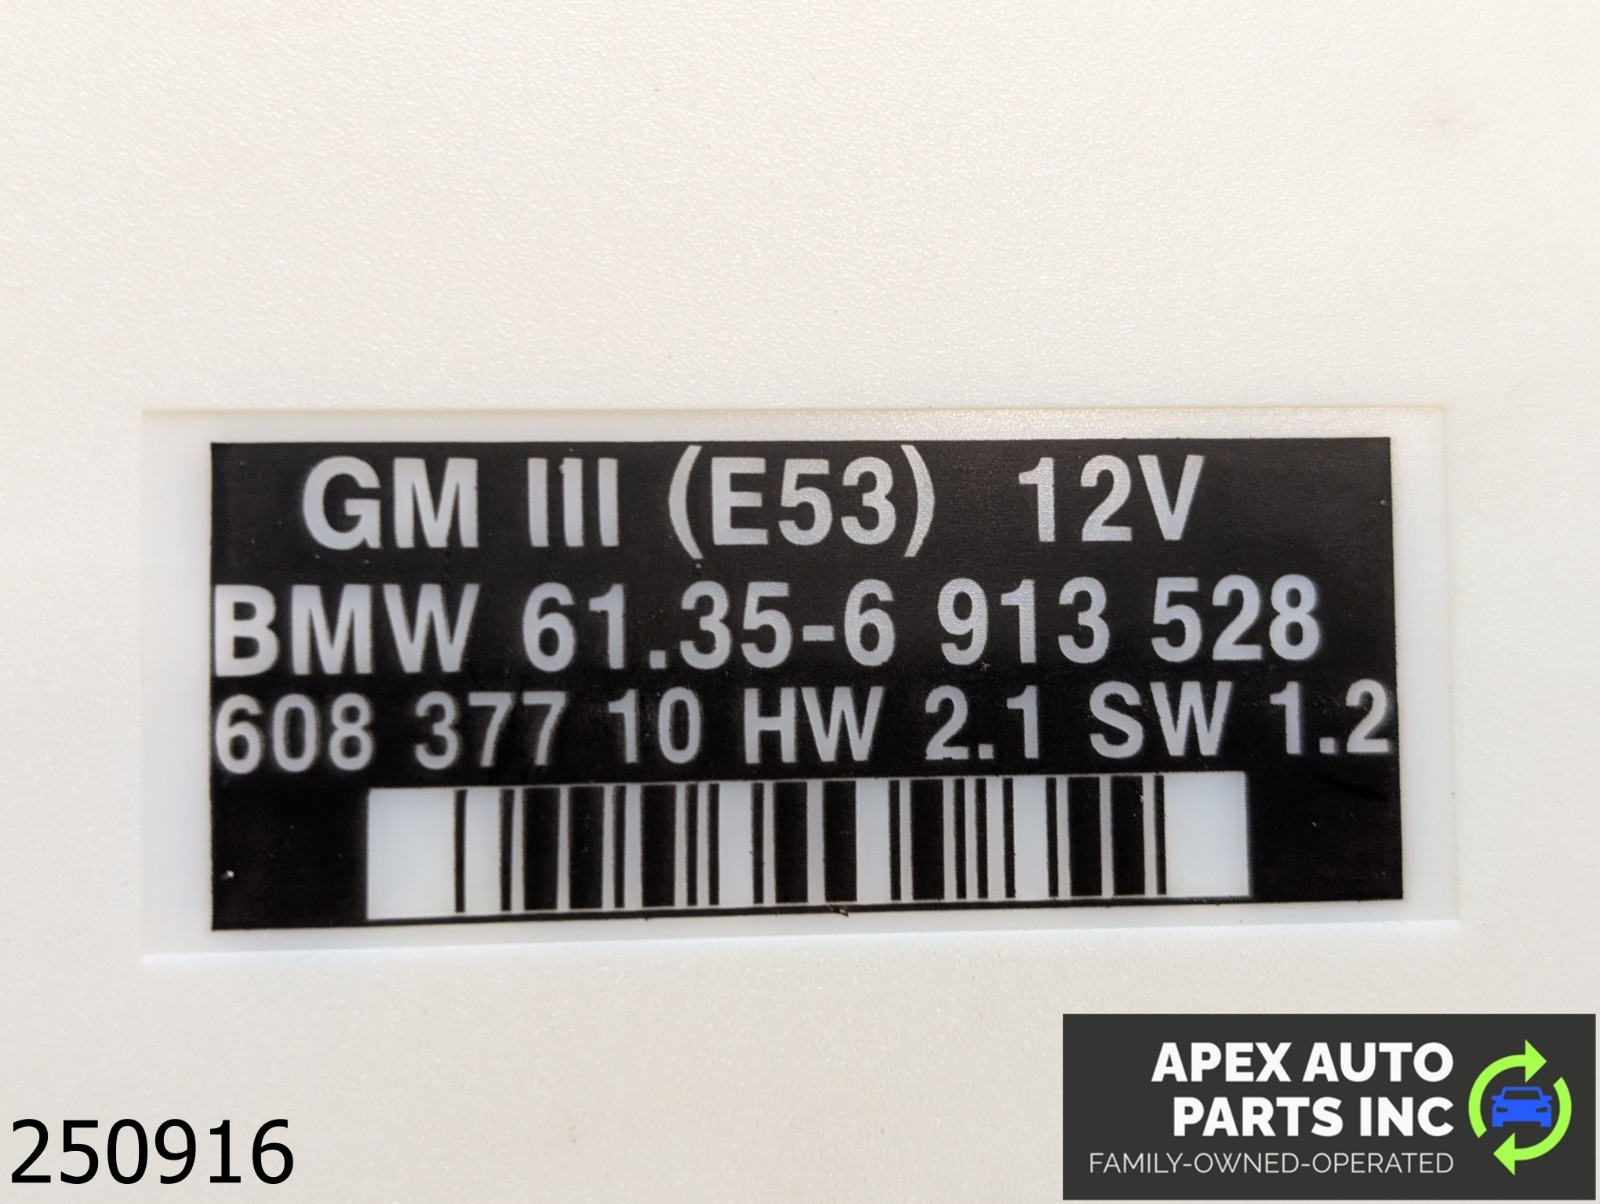 GM III (E53) 12V
BMW 61.35-6 913 528
608 377 10 HW 2.1 SW 1.2
APEX AUTO
PARTS INC
FAMILY-OWNED-OPERATED
250916